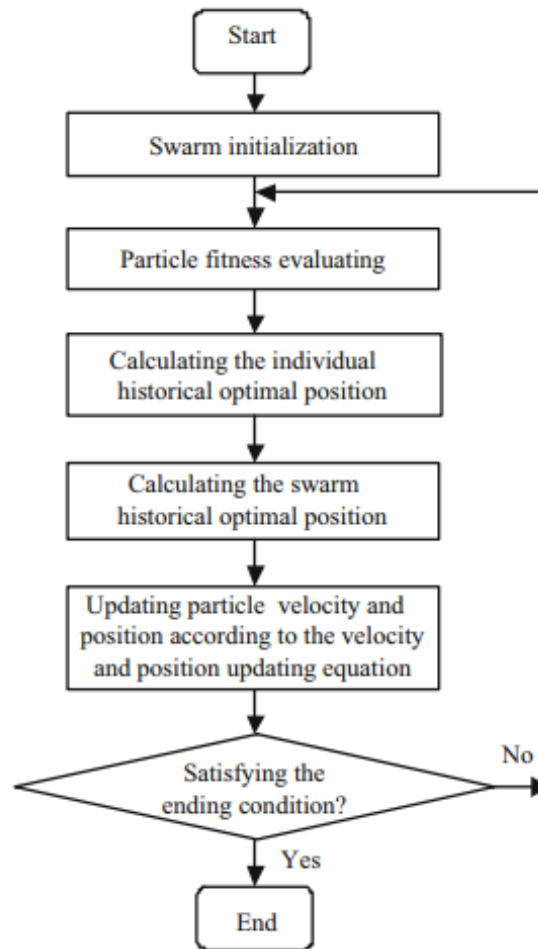 Start
Swarm initialization
Particle fitness evaluating
Calculating the individual
historical optimal position
Calculating the swarm
historical optimal position
Updating particle velocity and
position according to the velocity
and position updating equation
Satisfying the
ending condition?
No
Yes
End